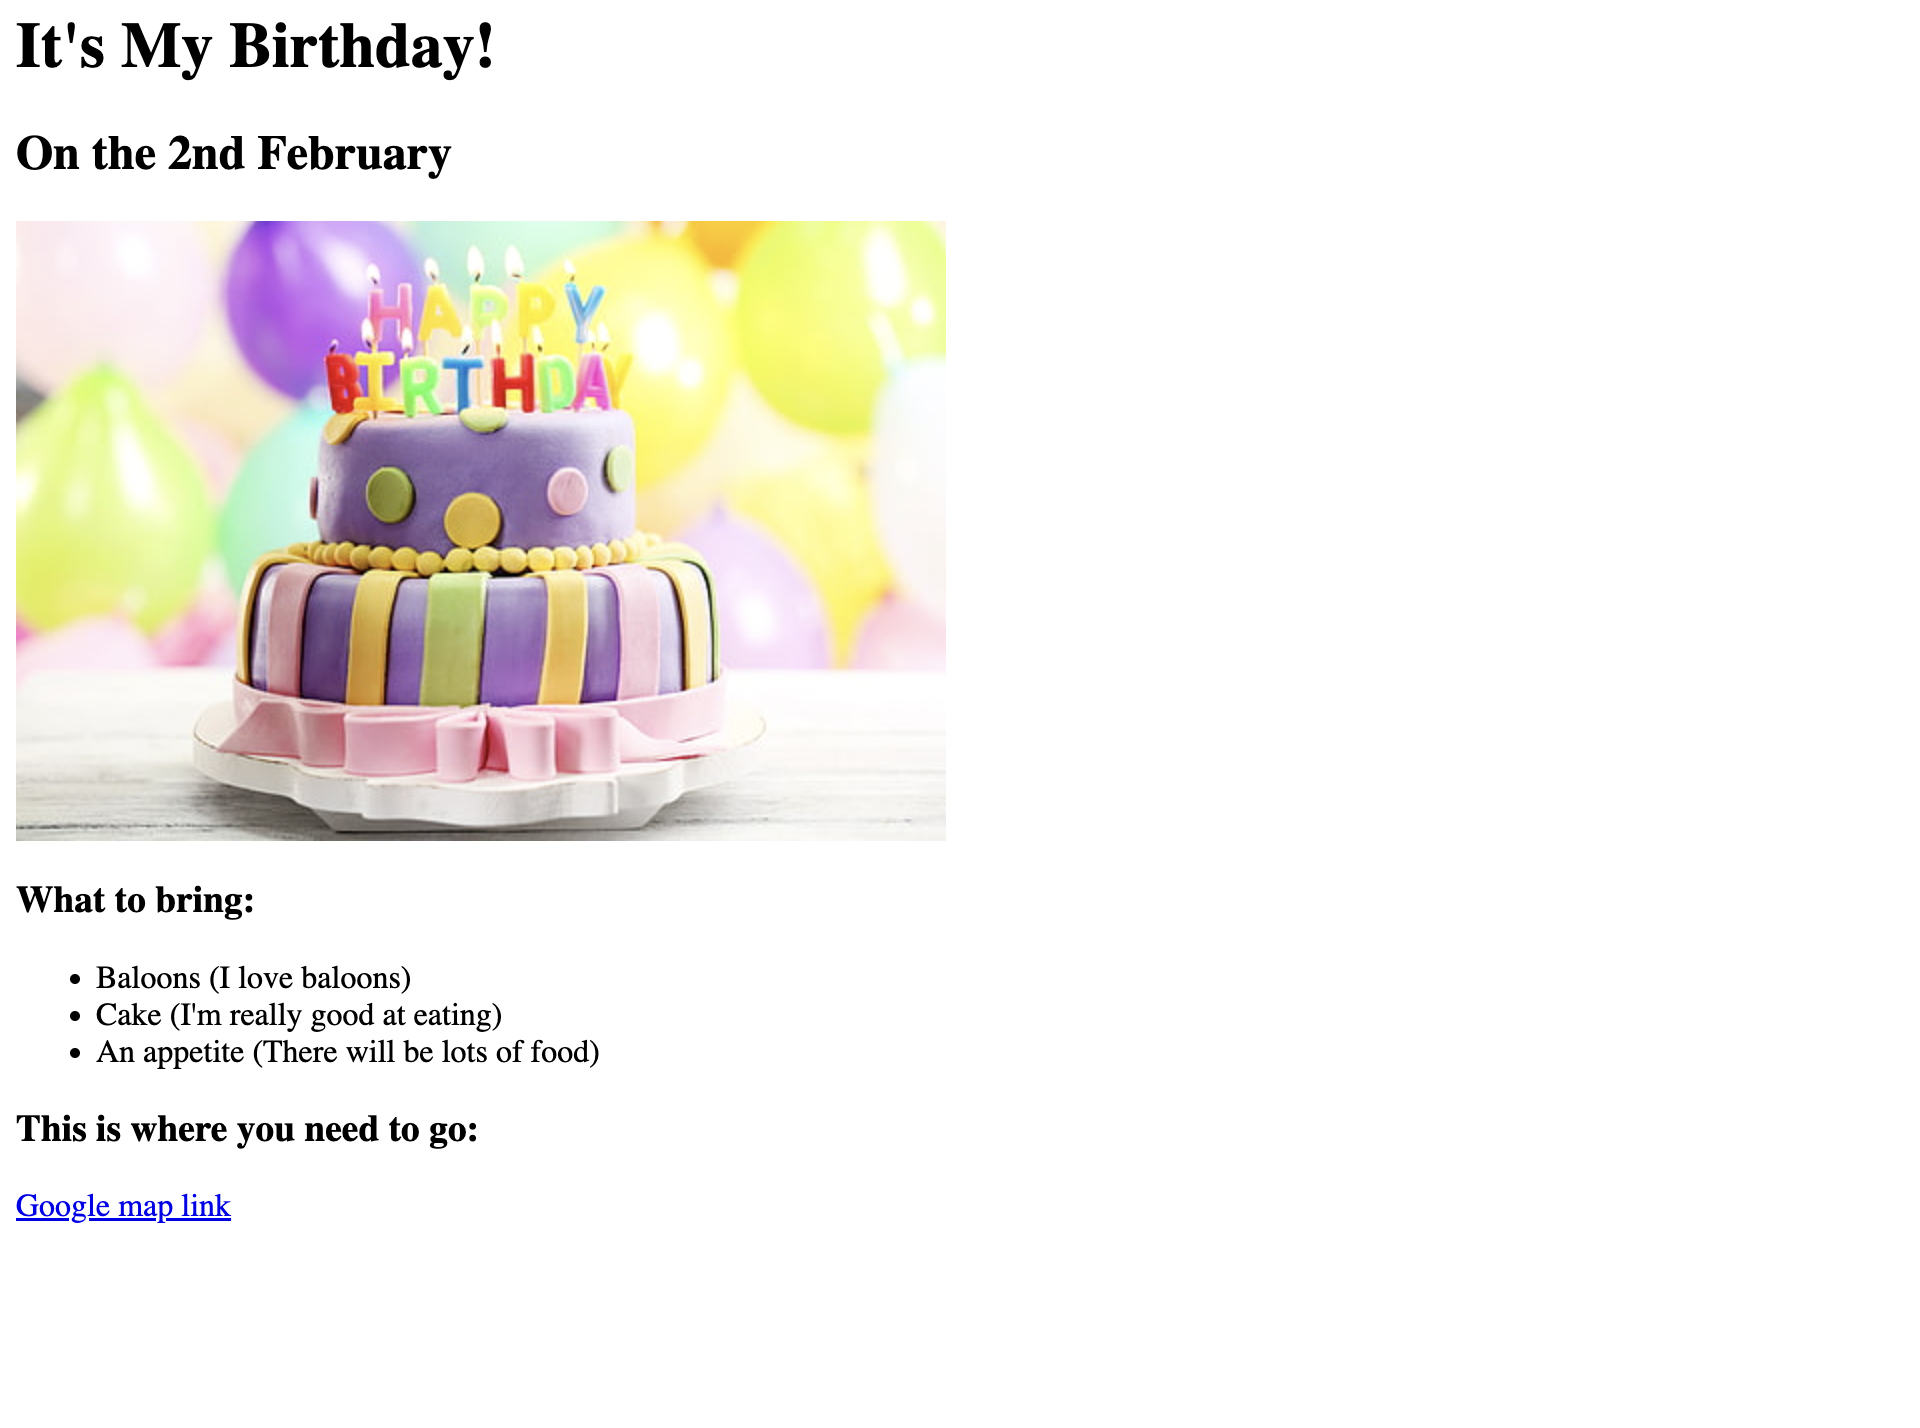 It's My Birthday!
On the 2nd February
HAPPY
BIRTHDAY
What to bring:
Baloons (I love baloons)
Cake (I'm really good at eating)
An appetite (There will be lots of food)
This is where you need to go:
Google map link